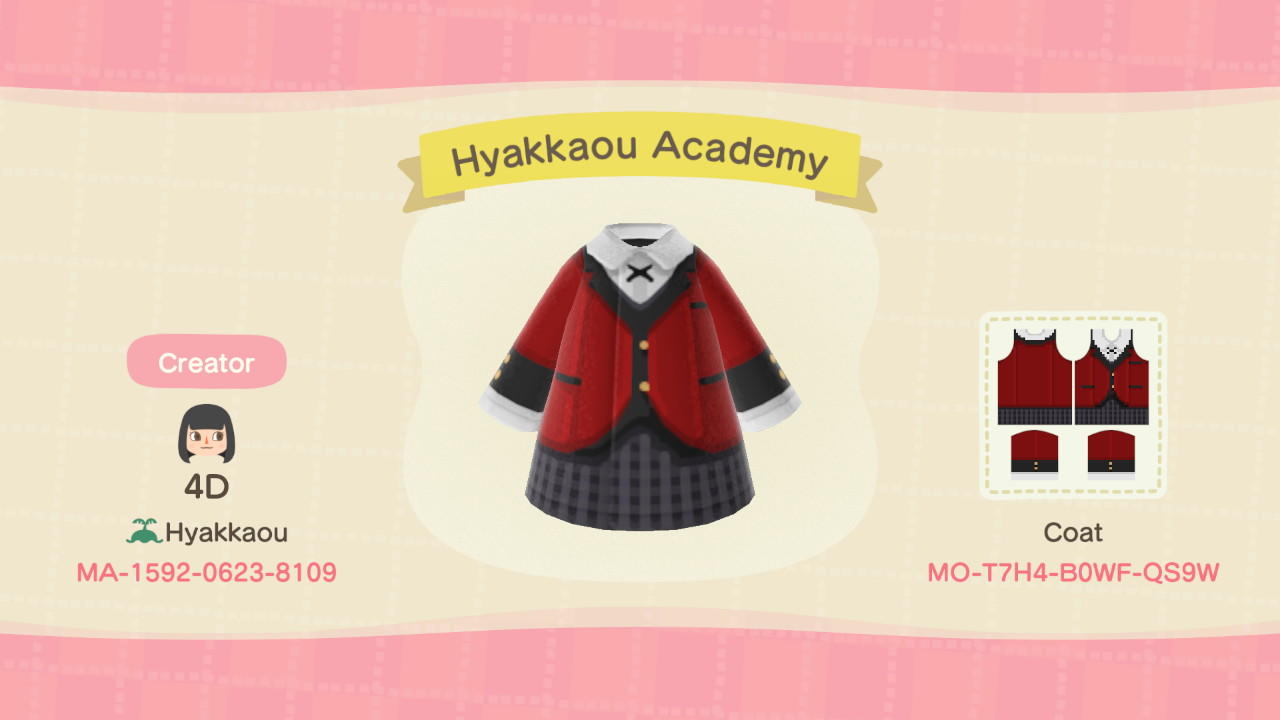 Hyakkaou Academy
Creator
4D
Hyakkaou
MA-1592-0623-8109
Coat
MO-T7H4-B0WF-QS9W